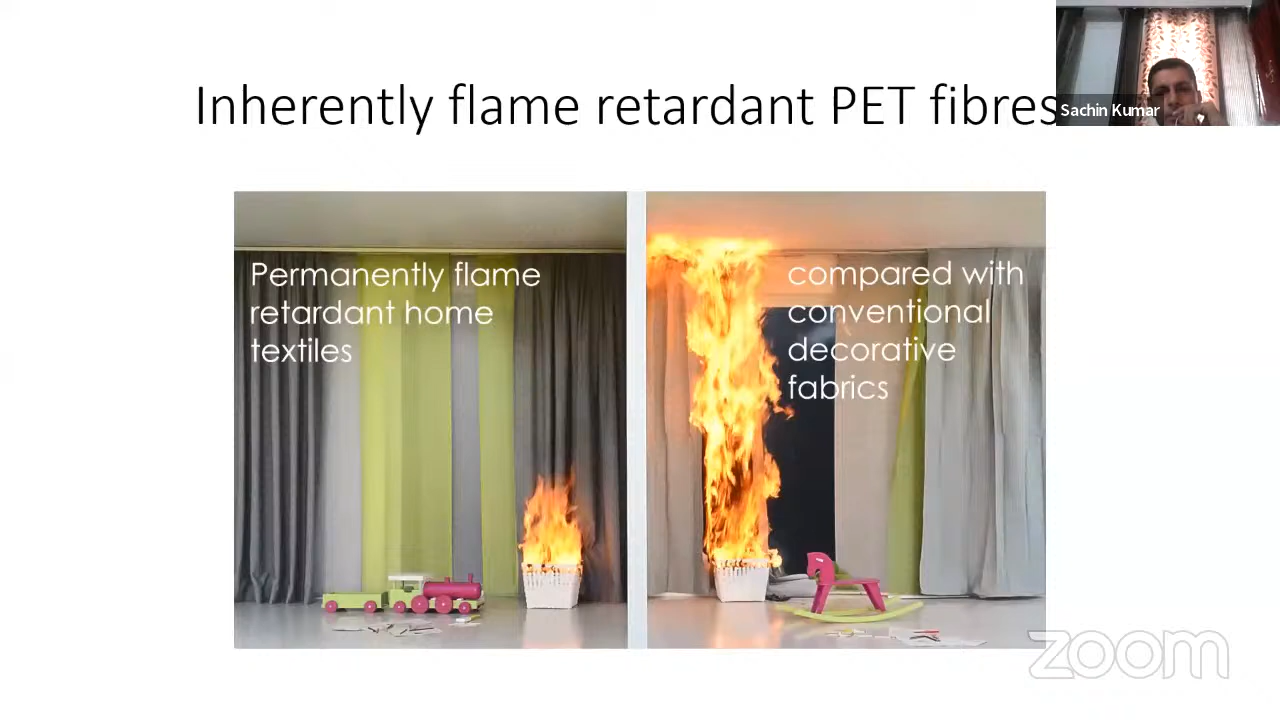 Inherently flame retardant PET fibres
Sachin Kumar
Permanently flame
retardant home
textiles
compared with
conventional
decorative
fabrics
zoom